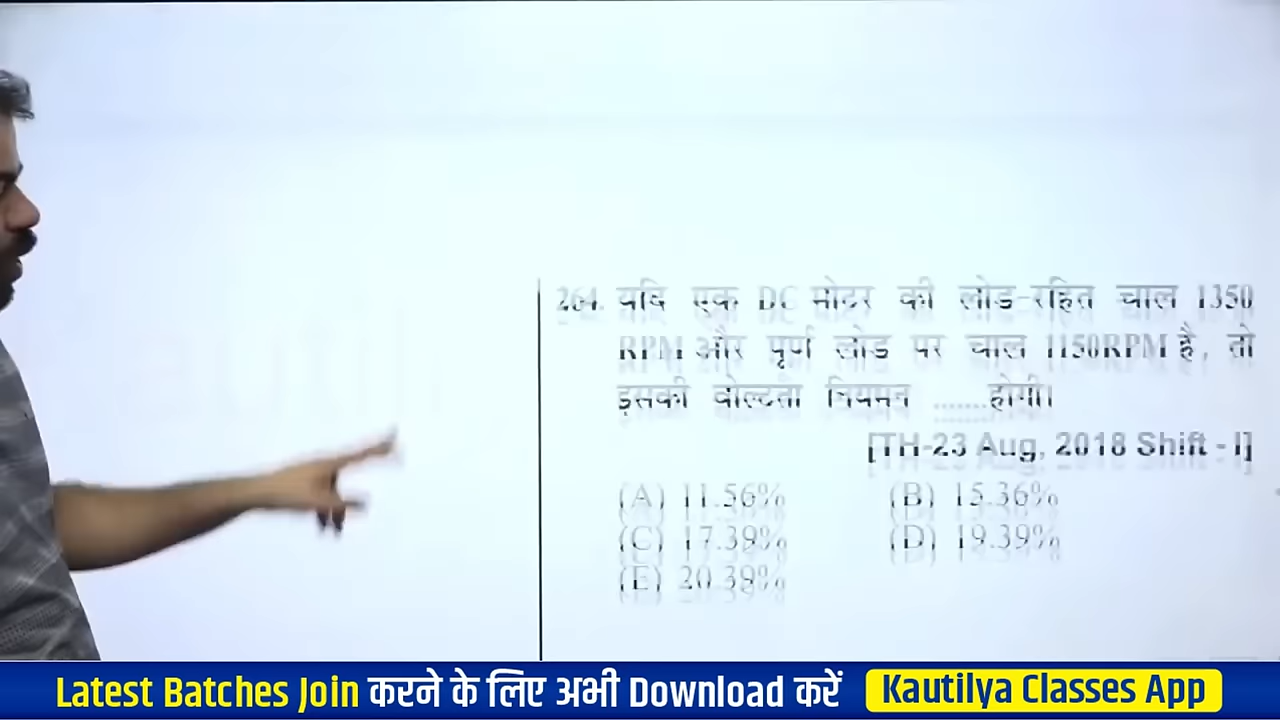 264. यदि एक DC मोटर की लोड-रहित चाल 1350
RPM और पूर्ण लोड पर चाल 1150RPM है, तो
इसकी वोल्टता नियमन .......होगी।
[TH-23 Aug, 2018 Shift - I]
(A) 11.56% (B) 15.36%
(C) 17.39% (D) 19.39%
(E) 20.39%
Latest Batches Join करने के लिए अभी Download करें Kautilya Classes App